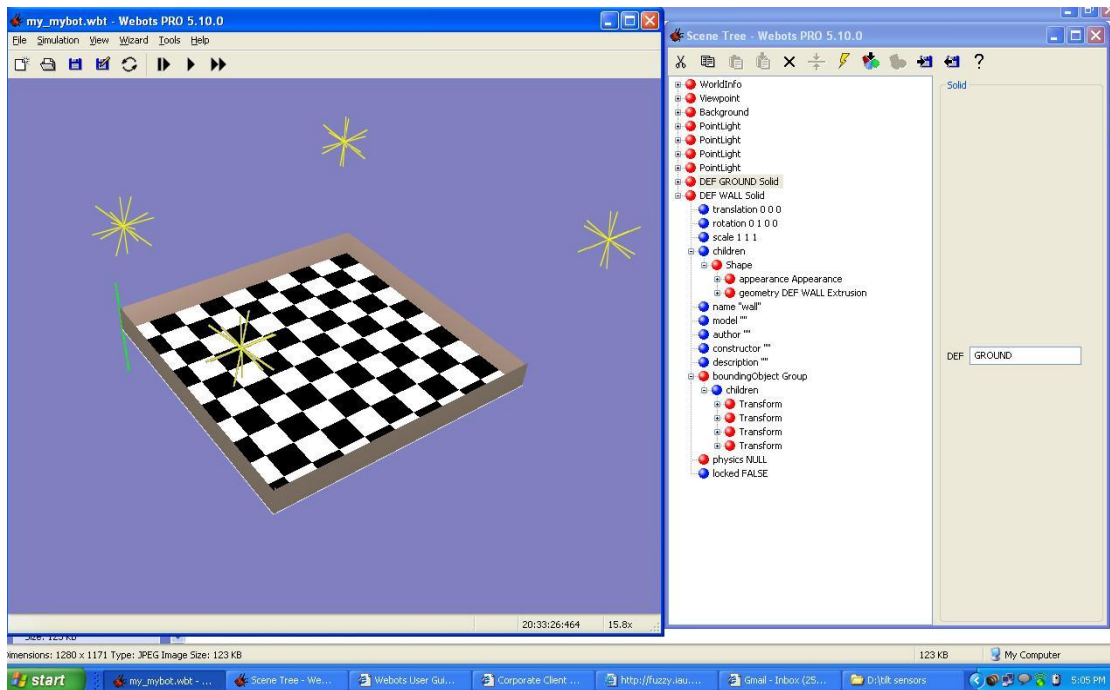 my_mybot.wbt - Webots PRO 5.10.0
File Simulation View Wizard Tools Help
20:33:26:464 15.8x
Scene Tree - Webots PRO 5.10.0
WorldInfo
Viewpoint
Background
PointLight
PointLight
PointLight
PointLight
DEF GROUND Solid
DEF WALL Solid
translation 0 0 0
rotation 0 1 0 0
scale 1 1 1
children
Shape
appearance Appearance
geometry DEF WALL Extrusion
name "wall"
model ""
author ""
constructor ""
description ""
boundingObject Group
children
Transform
Transform
Transform
Transform
physics NULL
locked FALSE
Solid
DEF GROUND
Size: 123 KB
Dimensions: 1280 x 1171 Type: JPEG Image Size: 123 KB 123 KB My Computer
start my_mybot.wbt - ... Scene Tree - We... Webots User Gui... Corporate Client ... http://fuzzy.iau.... Gmail - Inbox (25... D:\tilt sensors 5:05 PM